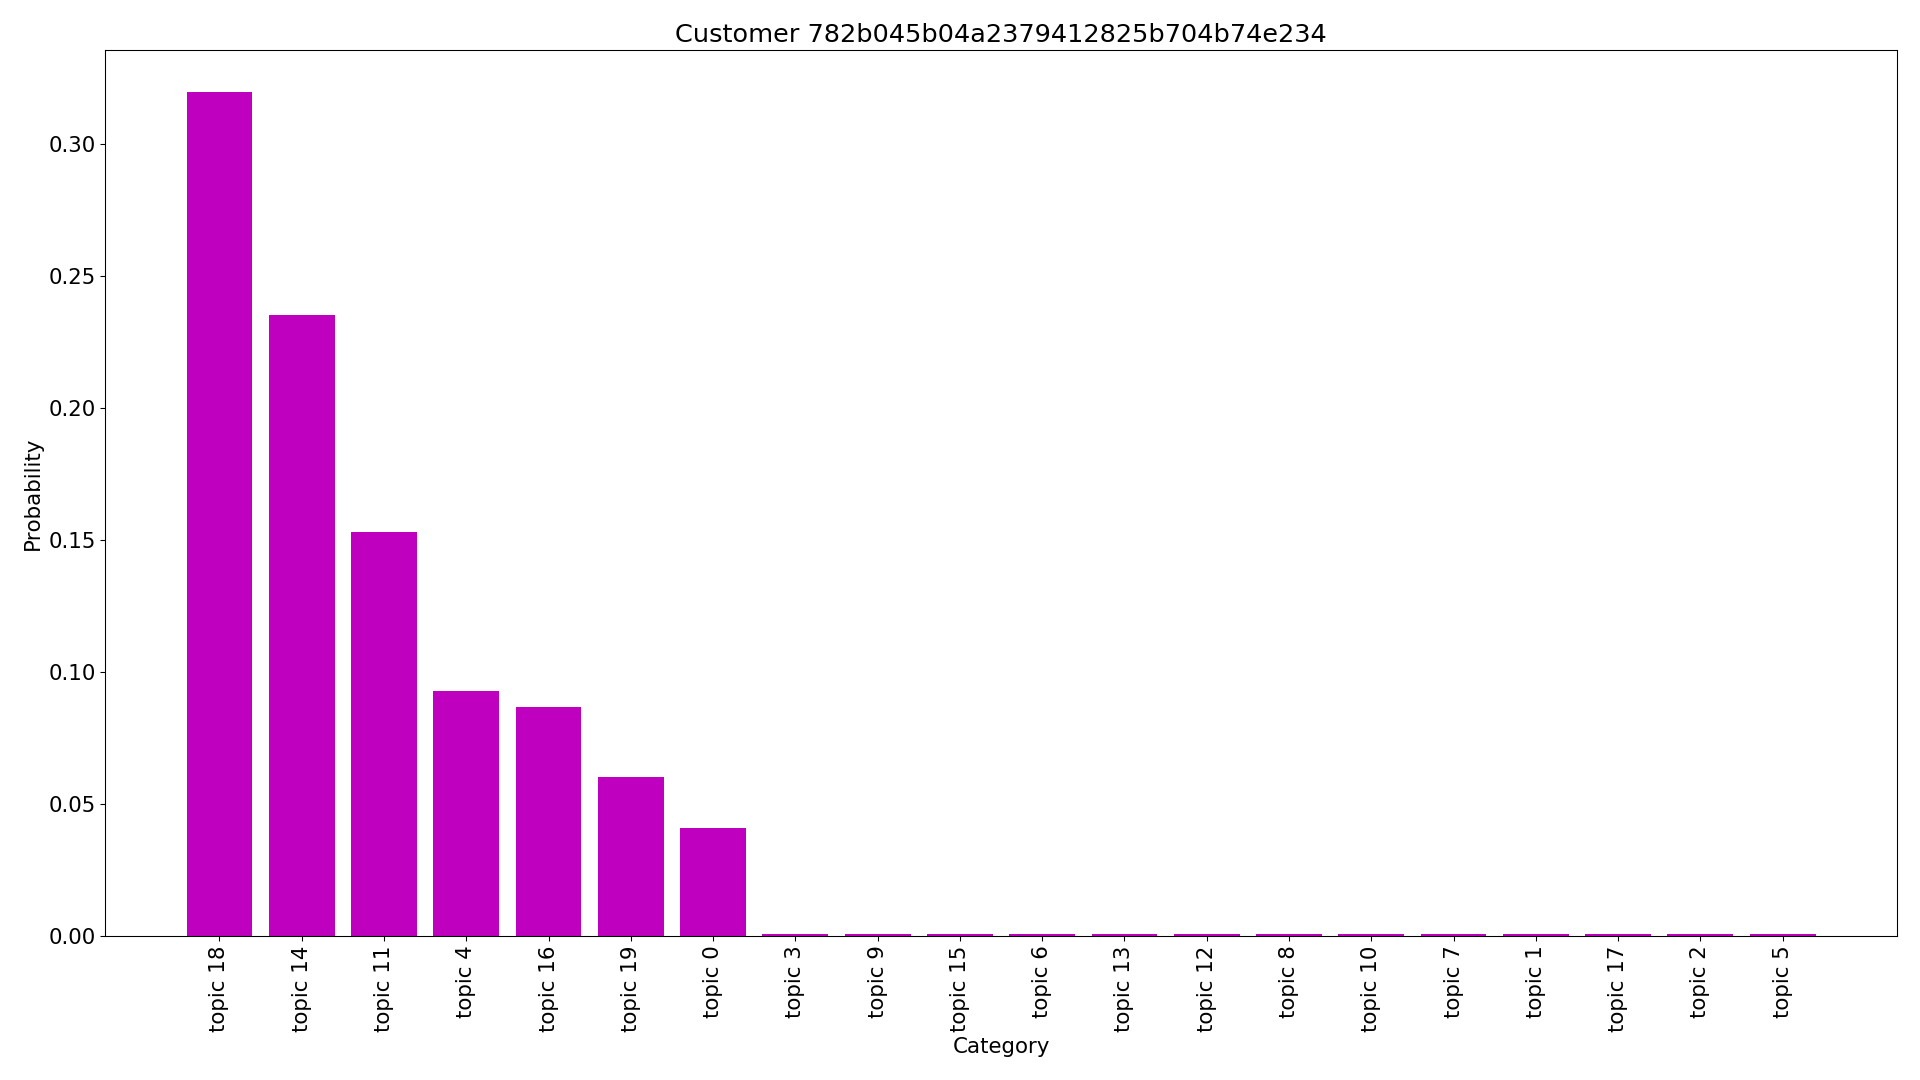 Customer 782b045b04a2379412825b704b74e234
Probability
0.30
0.25
0.20
0.15
0.10
0.05
0.00
topic 18
topic 14
topic 11
topic 4
topic 16
topic 19
topic 0
topic 3
topic 9
topic 15
topic 6
topic 13
topic 12
topic 8
topic 10
topic 7
topic 1
topic 17
topic 2
topic 5
Category